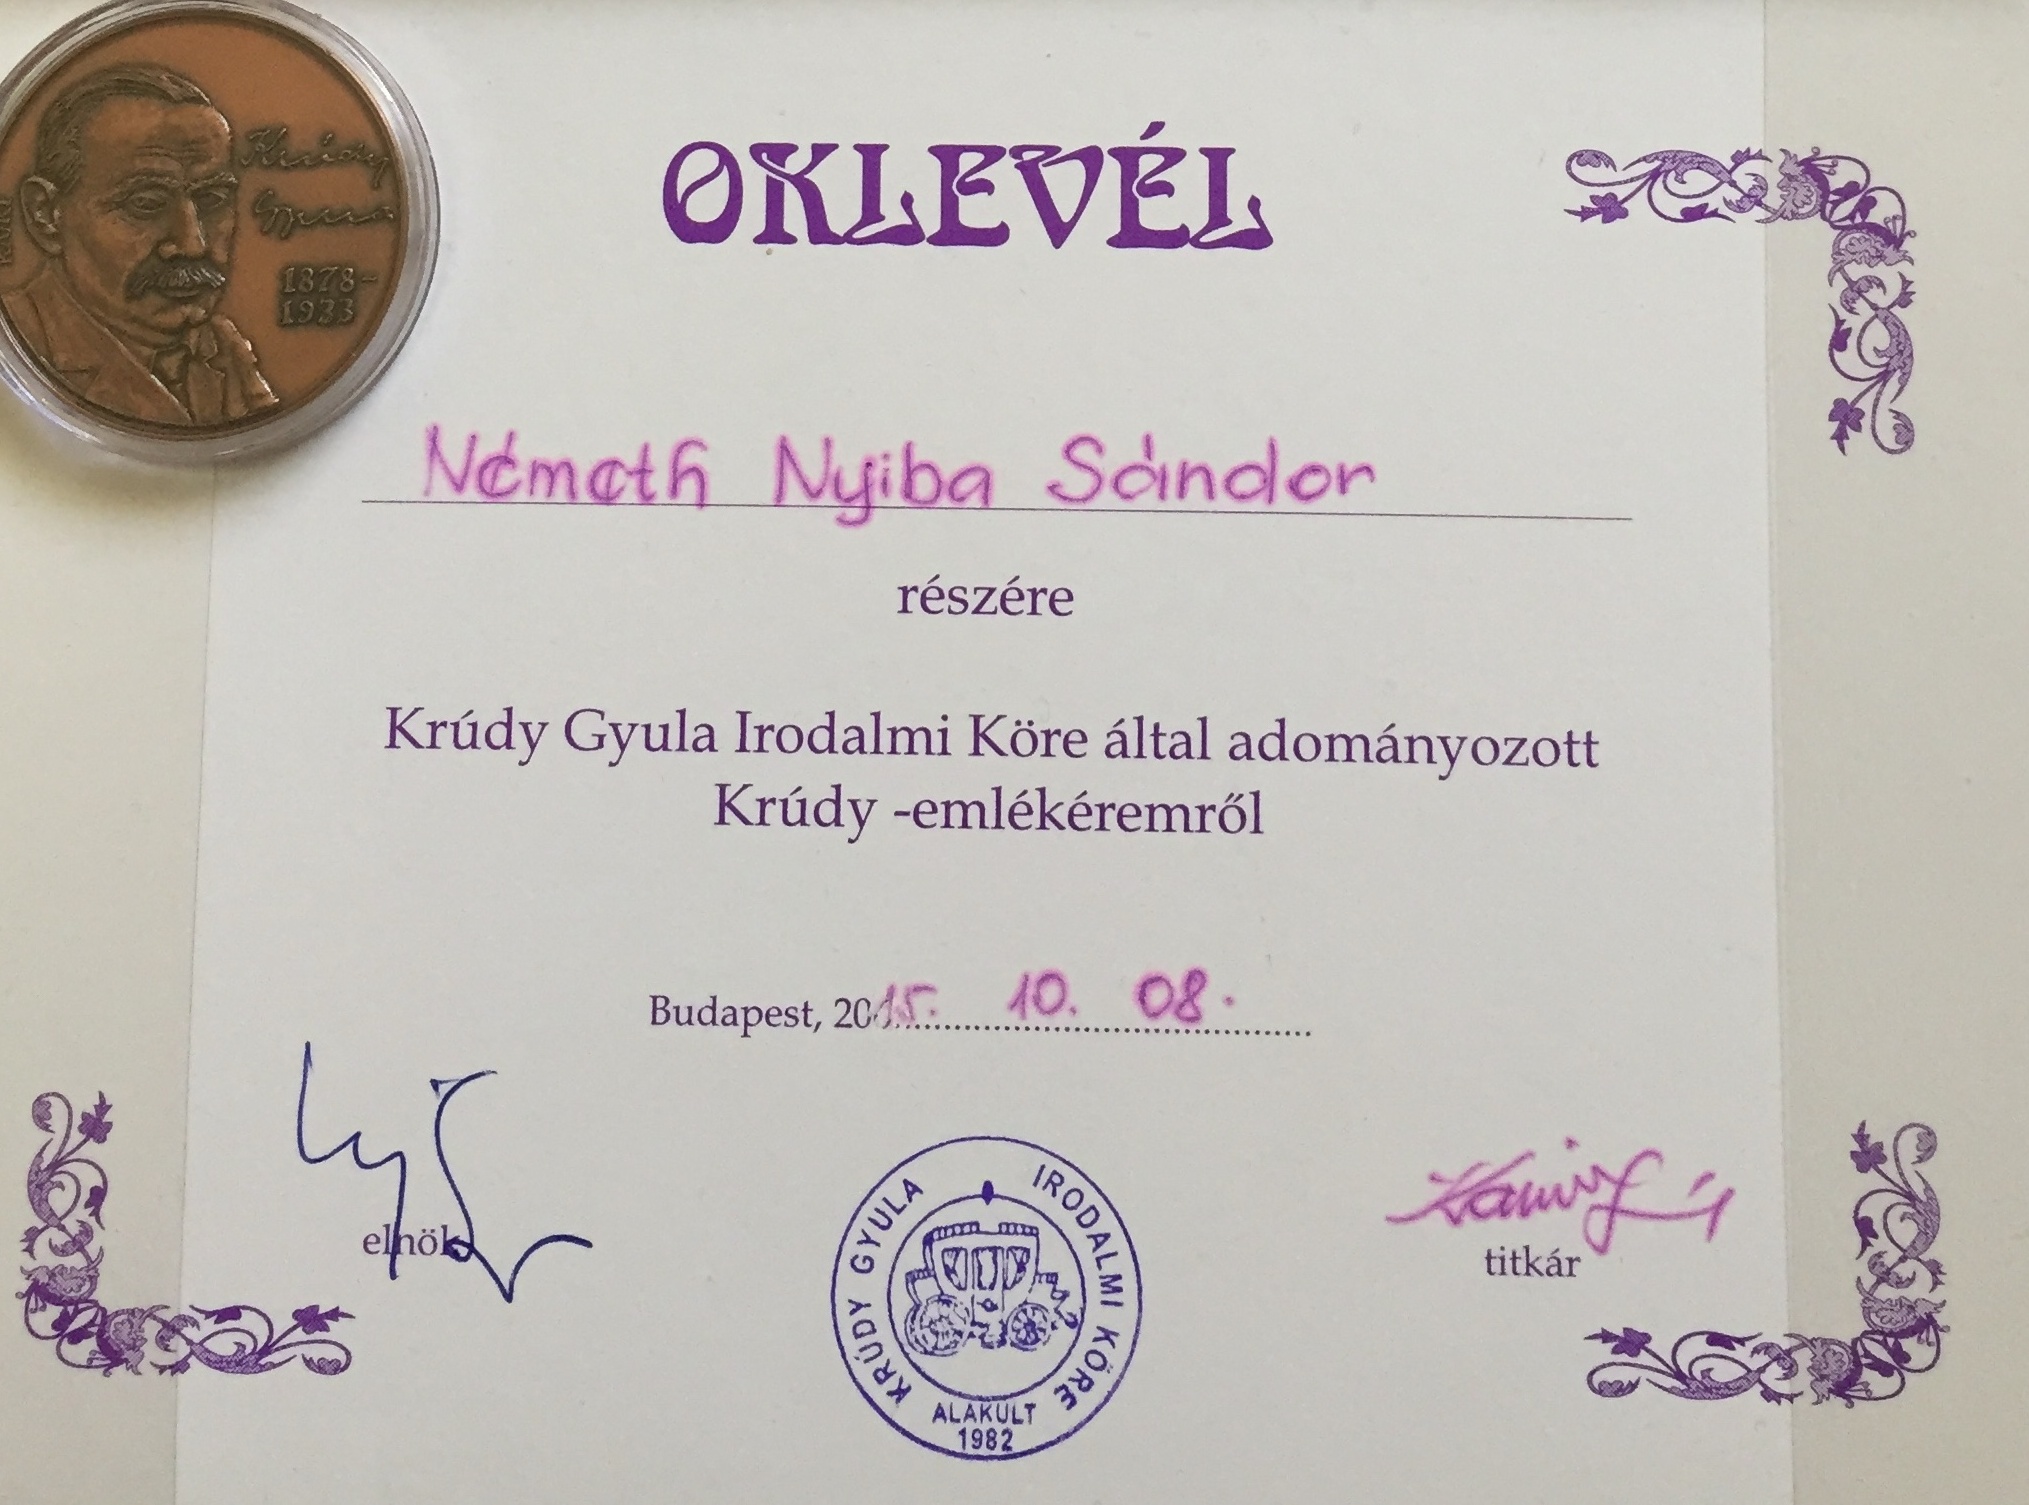 OKLEVÉL
Krúdy
Gyula
1878-
1933
Németh Nyiba Sándor
részére
Krúdy Gyula Irodalmi Köre által adományozott
Krúdy -emlékéremről
Budapest, 2015. 10. 08.
elnök
titkár
KRÚDY GYULA IRODALMI KÖRE
ALAKULT
1982